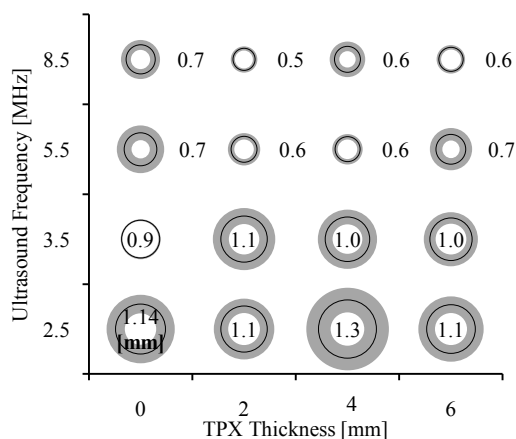 Ultrasound Frequency [MHz]
8.5 0.7 0.5 0.6 0.6
5.5 0.7 0.6 0.6 0.7
3.5 0.9 1.1 1.0 1.0
2.5 1.14 1.1 1.3 1.1
[mm]
0 2 4 6
TPX Thickness [mm]